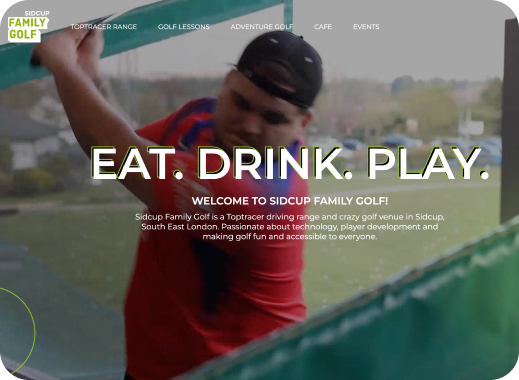 SIDCUP
FAMILY
GOLF
TOPTRACER RANGE GOLF LESSONS ADVENTURE GOLF CAFE EVENTS
EAT. DRINK. PLAY.
WELCOME TO SIDCUP FAMILY GOLF!
Sidcup Family Golf is a Toptracer driving range and crazy golf venue in Sidcup,
South East London. Passionate about technology, player development and
making golf fun and accessible to everyone.